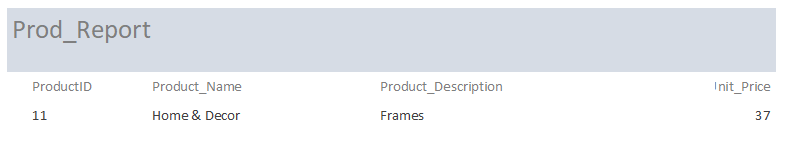 Prod_Report
ProductID Product_Name Product_Description Unit_Price
11 Home & Decor Frames 37